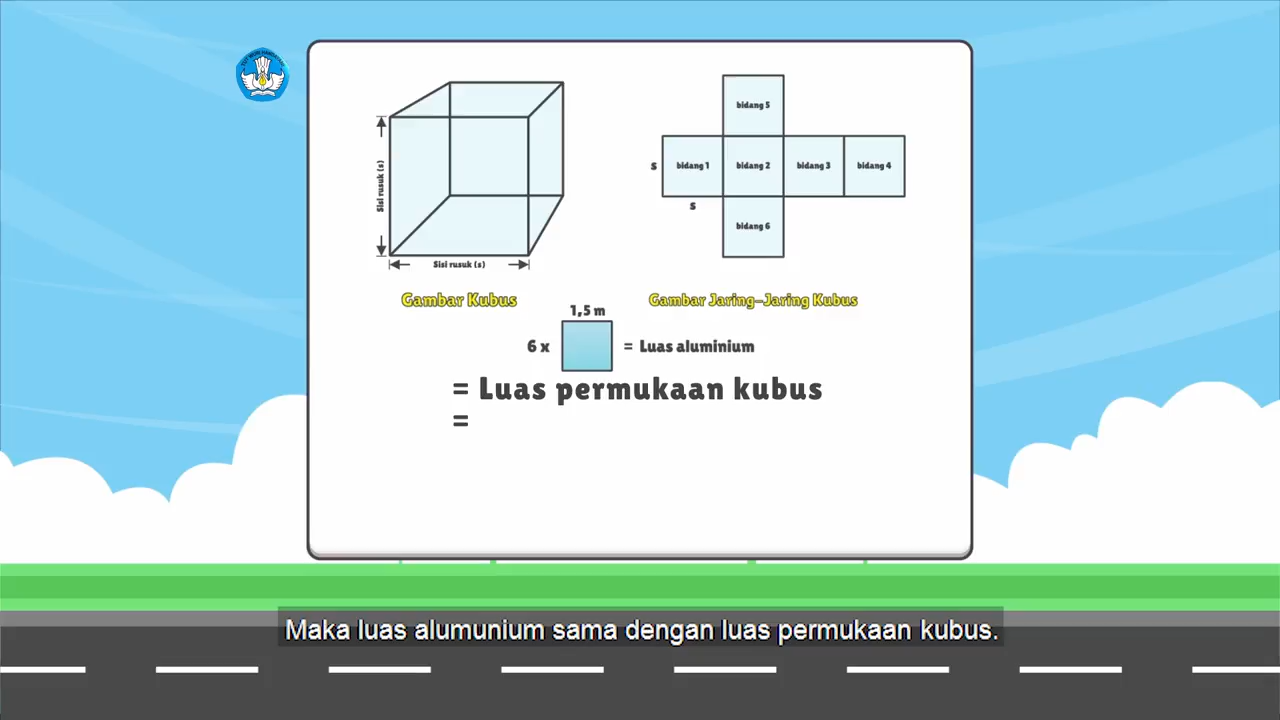 Sisi rusuk (s)
Sisi rusuk (s)
Gambar Kubus
bidang 5
s
bidang 1
bidang 2
bidang 3
bidang 4
s
bidang 6
Gambar Jaring-Jaring Kubus
1,5 m
6 x
= Luas aluminium
= Luas permukaan kubus
=
Maka luas alumunium sama dengan luas permukaan kubus.